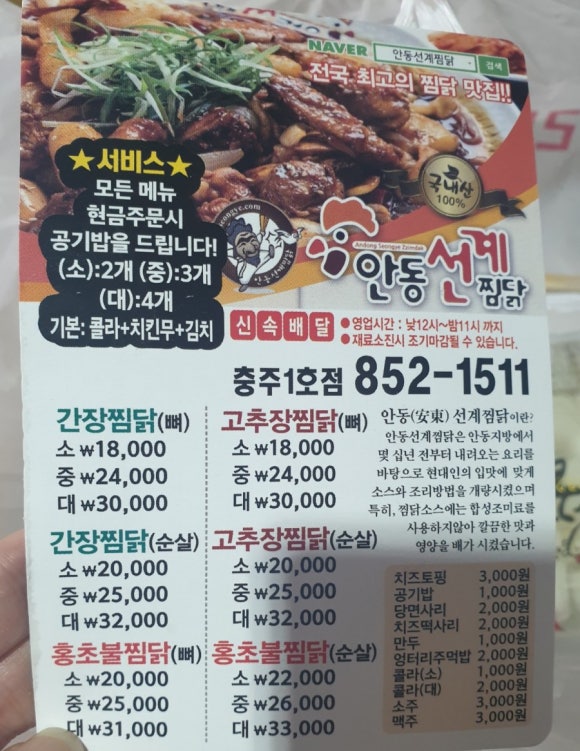 NAVER 안동선계찜닭 검색
전국 최고의 찜닭 맛집!!
★서비스★
모든 메뉴
현금주문시
공기밥을 드립니다!
(소):2개 (중):3개
(대):4개
기본: 콜라+치킨무+김치
국내산
100%
Andong Seongye Zzimdak
안동선계
찜닭
신속배달
●영업시간 : 낮12시~밤11시 까지
●재료소진시 조기마감될 수 있습니다.
충주1호점 852-1511
간장찜닭(뼈)
소 ₩18,000
중 ₩24,000
대 ₩30,000
고추장찜닭(뼈)
소 ₩18,000
중 ₩24,000
대 ₩30,000
간장찜닭(순살)
소 ₩20,000
중 ₩25,000
대 ₩32,000
고추장찜닭(순살)
소 ₩20,000
중 ₩25,000
대 ₩32,000
홍초불찜닭(뼈)
소 ₩20,000
중 ₩25,000
대 ₩31,000
홍초불찜닭(순살)
소 ₩22,000
중 ₩26,000
대 ₩33,000
안동(安東) 선계찜닭이란?
안동선계찜닭은 안동지방에서
몇 십년 전부터 내려오는 요리를
바탕으로 현대인의 입맛에 맞게
소스와 조리방법을 개량시켰으며
특히, 찜닭소스에는 합성조미료를
사용하지않아 깔끔한 맛과
영양을 배가 시켰습니다.
치즈토핑 3,000원
공기밥 1,000원
당면사리 2,000원
치즈떡사리 2,000원
만두 1,000원
엉터리주먹밥 2,000원
콜라(소) 1,000원
콜라(대) 2,000원
소주 3,000원
맥주 3,000원